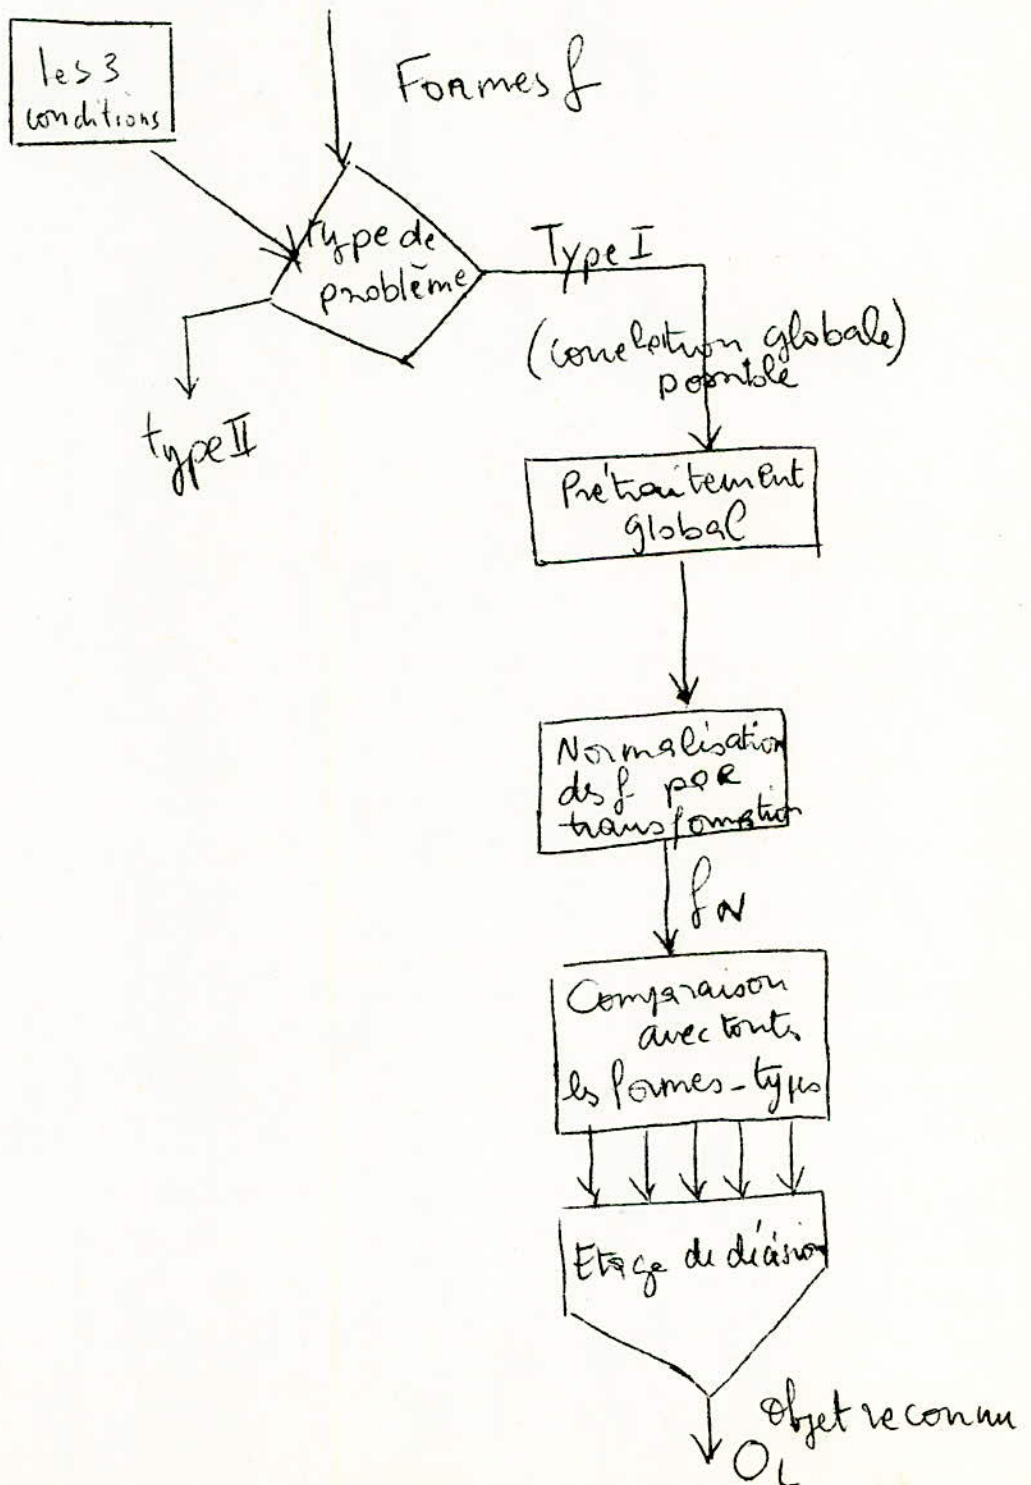 les 3
conditions
Formes f
type de
problème
Type I
(corrélation globale)
possible
type II
Prétraitement
global
Normalisation
des f par
transformation
f N
Comparaison
avec toutes
les formes-types
Etage de décision
Objet reconnu
O